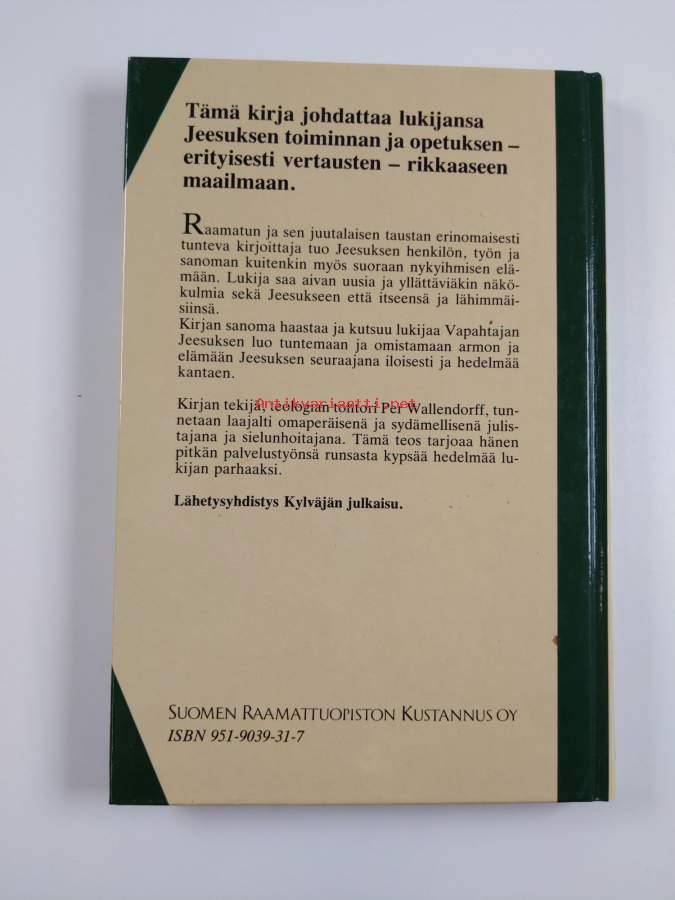 Tämä kirja johdattaa lukijansa
Jeesuksen toiminnan ja opetuksen –
erityisesti vertausten – rikkaaseen
maailmaan.
Raamatun ja sen juutalaisen taustan erinomaisesti
tunteva kirjoittaja tuo Jeesuksen henkilön, työn ja
sanoman kuitenkin myös suoraan nykyihmisen elä-
mään. Lukija saa aivan uusia ja yllättäviäkin näkö-
kulmia sekä Jeesukseen että itseensä ja lähimmäi-
siinsä.
Kirjan sanoma haastaa ja kutsuu lukijaa Vapahtajan
Jeesuksen luo tuntemaan ja omistamaan armon ja
elämään Jeesuksen seuraajana iloisesti ja hedelmää
kantaen.
Antikvariaatti.net
Kirjan tekijä, teologian tohtori Per Wallendorff, tun-
netaan laajalti omaperäisenä ja sydämellisenä julis-
tajana ja sielunhoitajana. Tämä teos tarjoaa hänen
pitkän palvelustyönsä runsasta kypsää hedelmää lu-
kijan parhaaksi.
Lähetysyhdistys Kylväjän julkaisu.
SUOMEN RAAMATTUOPISTON KUSTANNUS OY
ISBN 951-9039-31-7